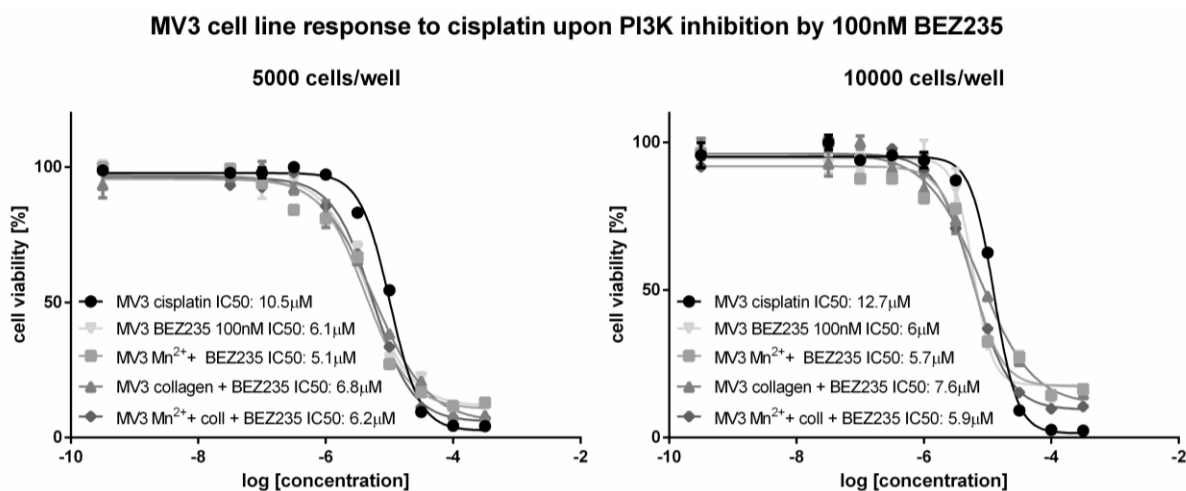 MV3 cell line response to cisplatin upon PI3K inhibition by 100nM BEZ235
5000 cells/well
100
50
0
cell viability [%]
MV3 cisplatin IC50: 10.5µM
MV3 BEZ235 100nM IC50: 6.1µM
MV3 Mn²⁺+ BEZ235 IC50: 5.1µM
MV3 collagen + BEZ235 IC50: 6.8µM
MV3 Mn²⁺+ coll + BEZ235 IC50: 6.2µM
-10 -8 -6 -4 -2
log [concentration]
10000 cells/well
100
50
0
cell viability [%]
MV3 cisplatin IC50: 12.7µM
MV3 BEZ235 100nM IC50: 6µM
MV3 Mn²⁺+ BEZ235 IC50: 5.7µM
MV3 collagen + BEZ235 IC50: 7.6µM
MV3 Mn²⁺+ coll + BEZ235 IC50: 5.9µM
-10 -8 -6 -4 -2
log [concentration]